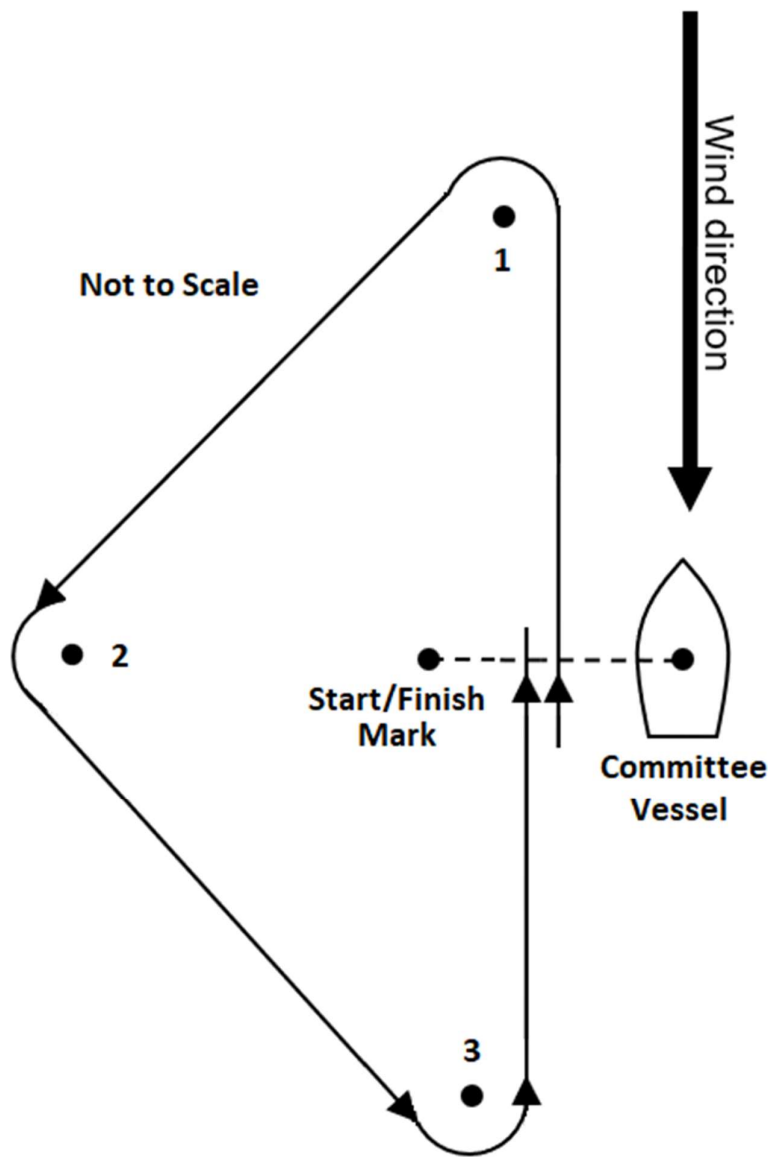 Wind direction
1
Not to Scale
2
Start/Finish
Mark
Committee
Vessel
3